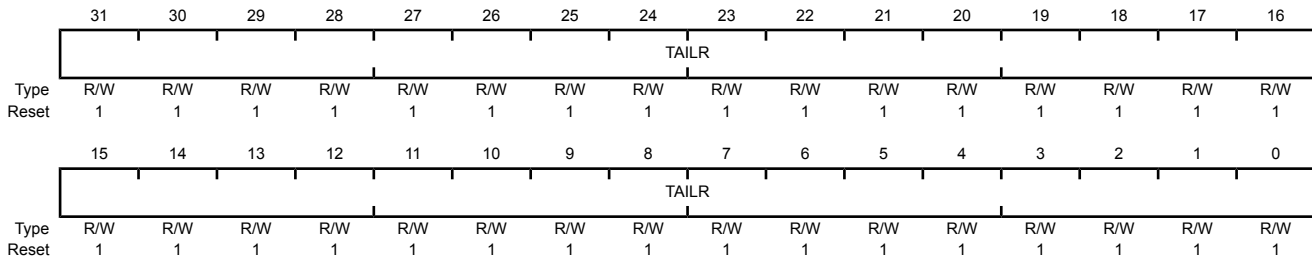 31 30 29 28 27 26 25 24 23 22 21 20 19 18 17 16
TAILR
Type R/W R/W R/W R/W R/W R/W R/W R/W R/W R/W R/W R/W R/W R/W R/W R/W
Reset 1 1 1 1 1 1 1 1 1 1 1 1 1 1 1 1
15 14 13 12 11 10 9 8 7 6 5 4 3 2 1 0
TAILR
Type R/W R/W R/W R/W R/W R/W R/W R/W R/W R/W R/W R/W R/W R/W R/W R/W
Reset 1 1 1 1 1 1 1 1 1 1 1 1 1 1 1 1